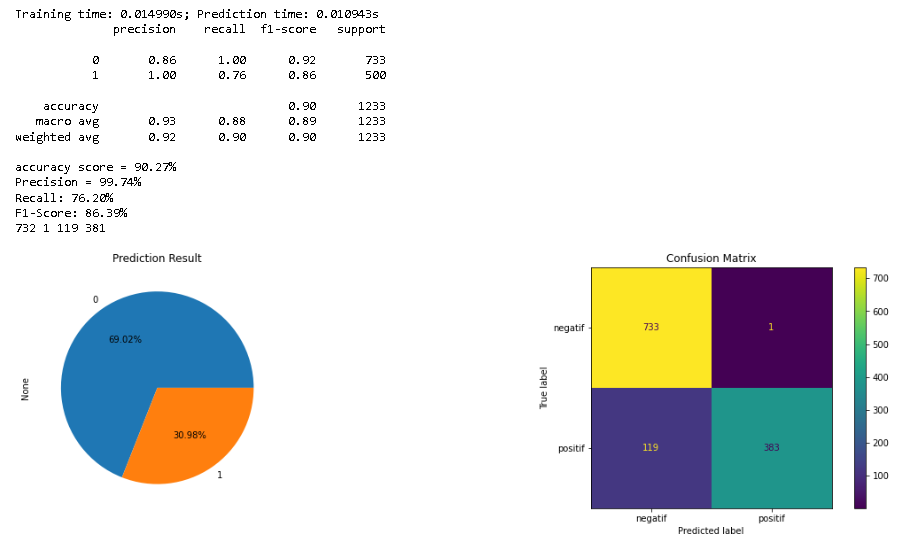 Training time: 0.014990s; Prediction time: 0.010943s
precision recall f1-score support
0 0.86 1.00 0.92 733
1 1.00 0.76 0.86 500
accuracy 0.90 1233
macro avg 0.93 0.88 0.89 1233
weighted avg 0.92 0.90 0.90 1233
accuracy score = 90.27%
Precision = 99.74%
Recall: 76.20%
F1-Score: 86.39%
732 1 119 381
Prediction Result
0
69.02%
None
30.98%
1
Confusion Matrix
negatif
733
1
True label
positif
119
383
negatif
positif
Predicted label
700
600
500
400
300
200
100